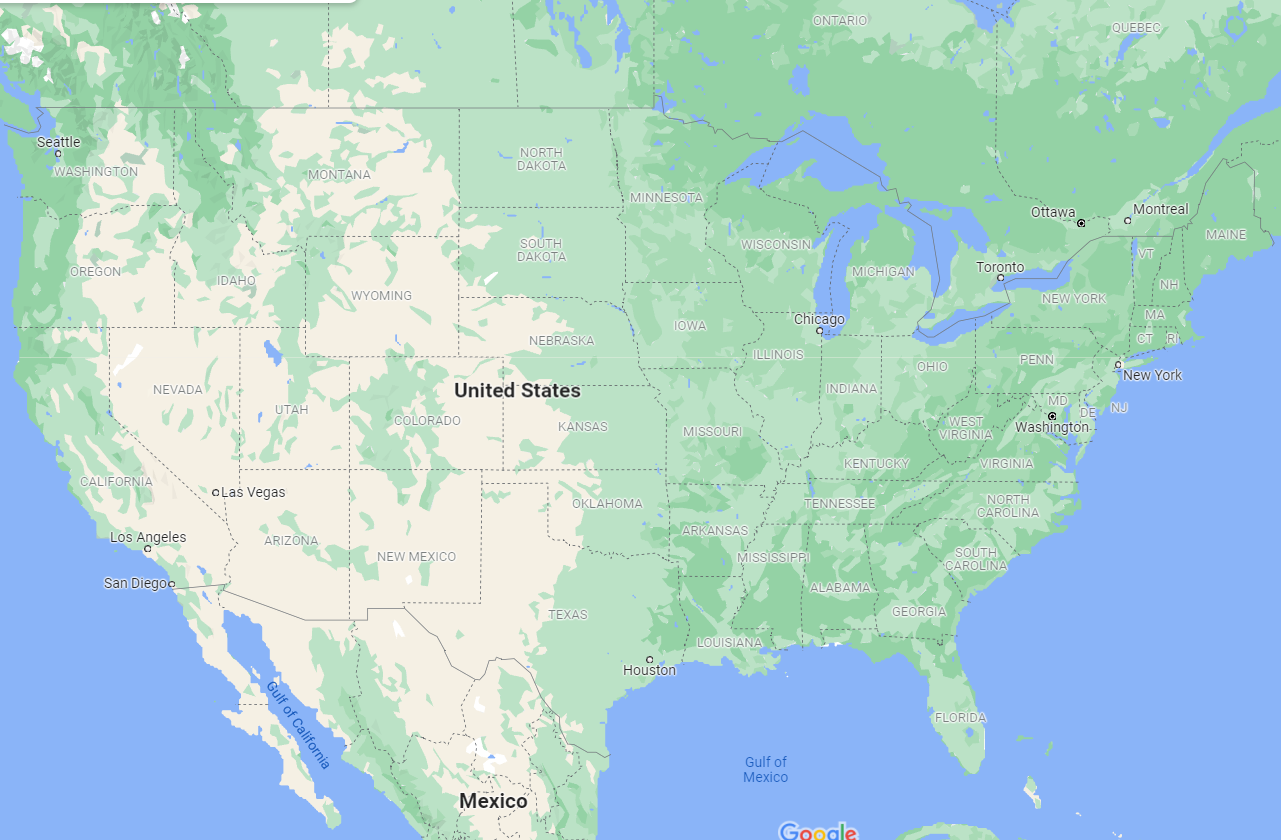 ONTARIO
QUEBEC
Seattle
WASHINGTON
MONTANA
NORTH
DAKOTA
MINNESOTA
Ottawa
Montreal
MAINE
OREGON
IDAHO
WYOMING
SOUTH
DAKOTA
WISCONSIN
MICHIGAN
Toronto
VT
NH
NEW YORK
MA
CT
RI
Chicago
IOWA
NEBRASKA
ILLINOIS
INDIANA
OHIO
PENN
New York
NEVADA
UTAH
COLORADO
United States
KANSAS
MISSOURI
WEST
VIRGINIA
MD
DE
NJ
Washington
KENTUCKY
VIRGINIA
CALIFORNIA
Las Vegas
OKLAHOMA
TENNESSEE
NORTH
CAROLINA
Los Angeles
ARIZONA
NEW MEXICO
ARKANSAS
MISSISSIPPI
SOUTH
CAROLINA
San Diego
TEXAS
ALABAMA
GEORGIA
LOUISIANA
Houston
Gulf of California
FLORIDA
Gulf of
Mexico
Mexico
Google